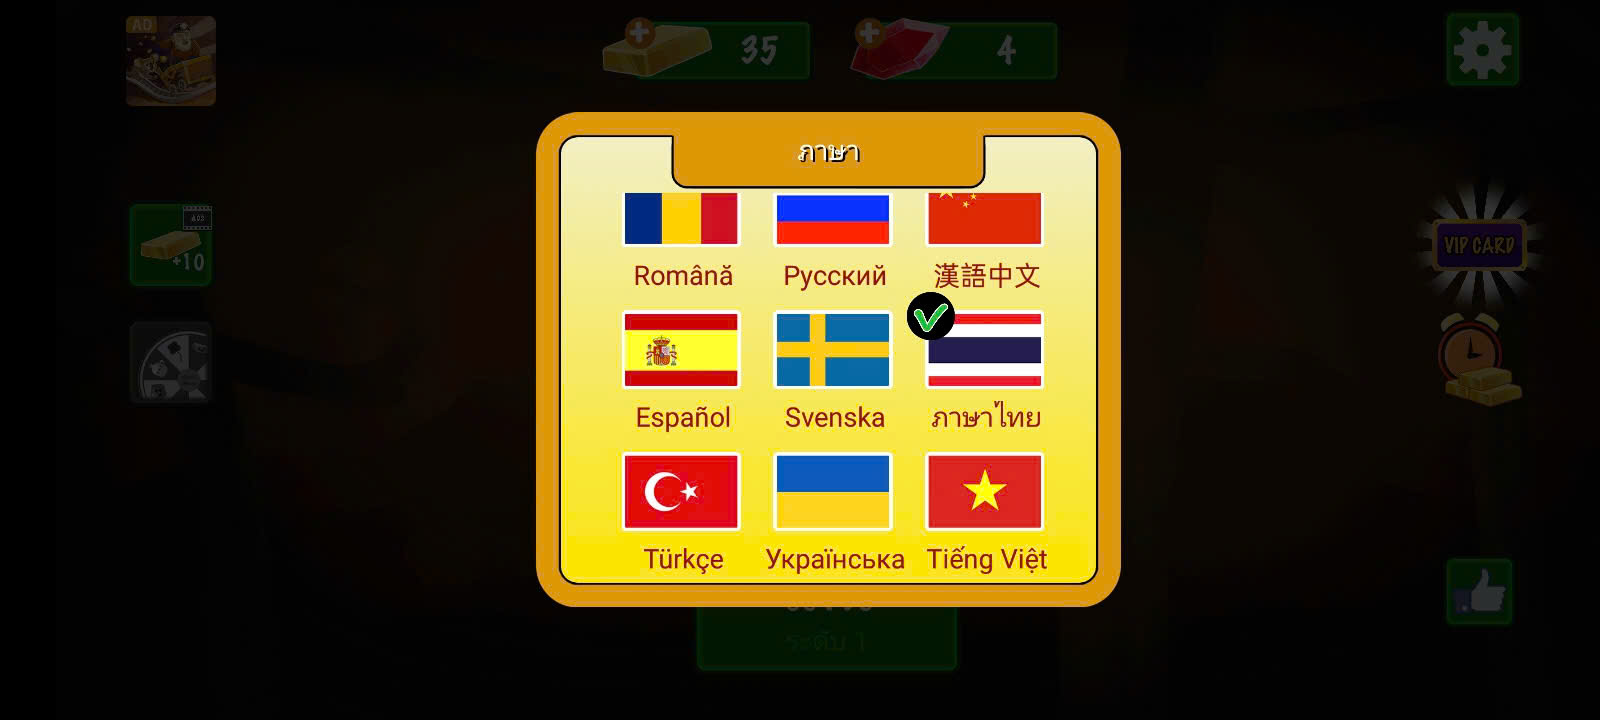 AD
35
4
ภาษา
Română
Русский
漢語中文
+10
VIP CARD
Español
Svenska
ภาษาไทย
Türkçe
Українська
Tiếng Việt
ระดับ 1